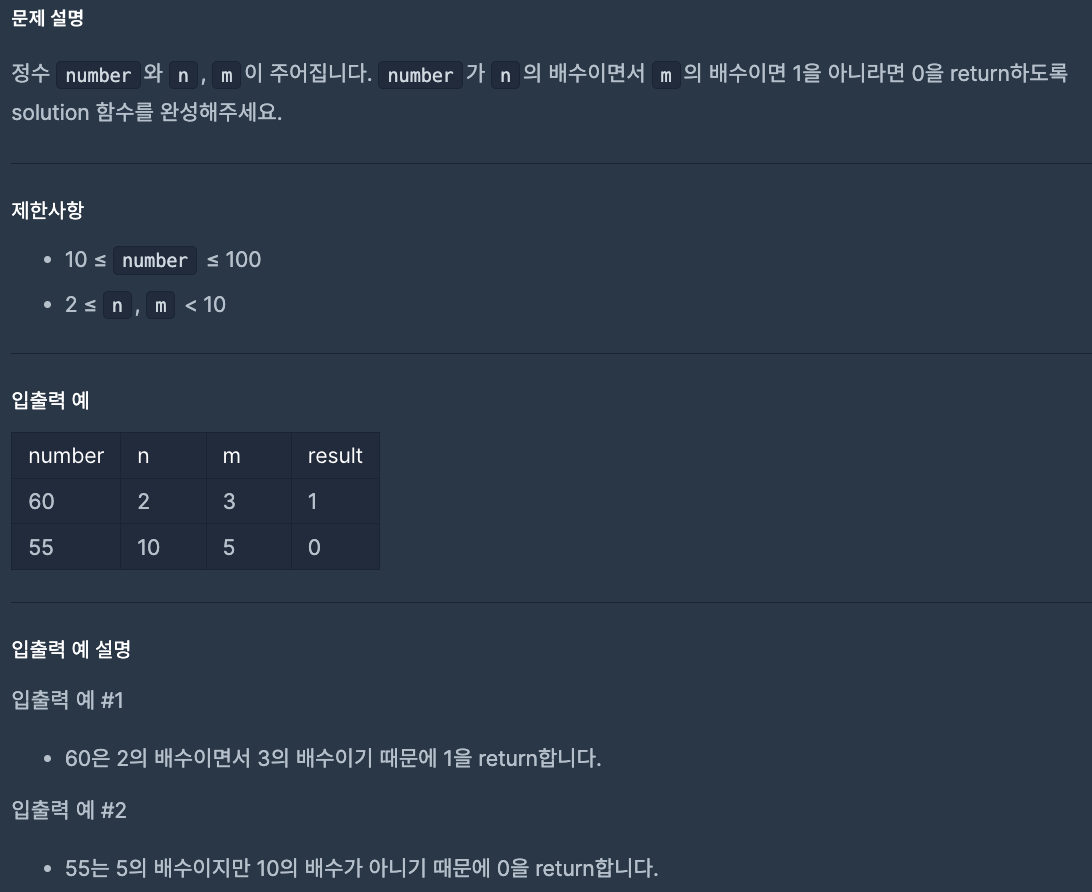 문제 설명
정수 number 와 n , m 이 주어집니다. number 가 n 의 배수이면서 m 의 배수이면 1을 아니라면 0을 return하도록
solution 함수를 완성해주세요.
제한사항
• 10 ≤ number ≤ 100
• 2 ≤ n , m < 10
입출력 예
number n m result
60 2 3 1
55 10 5 0
입출력 예 설명
입출력 예 #1
• 60은 2의 배수이면서 3의 배수이기 때문에 1을 return합니다.
입출력 예 #2
• 55는 5의 배수이지만 10의 배수가 아니기 때문에 0을 return합니다.